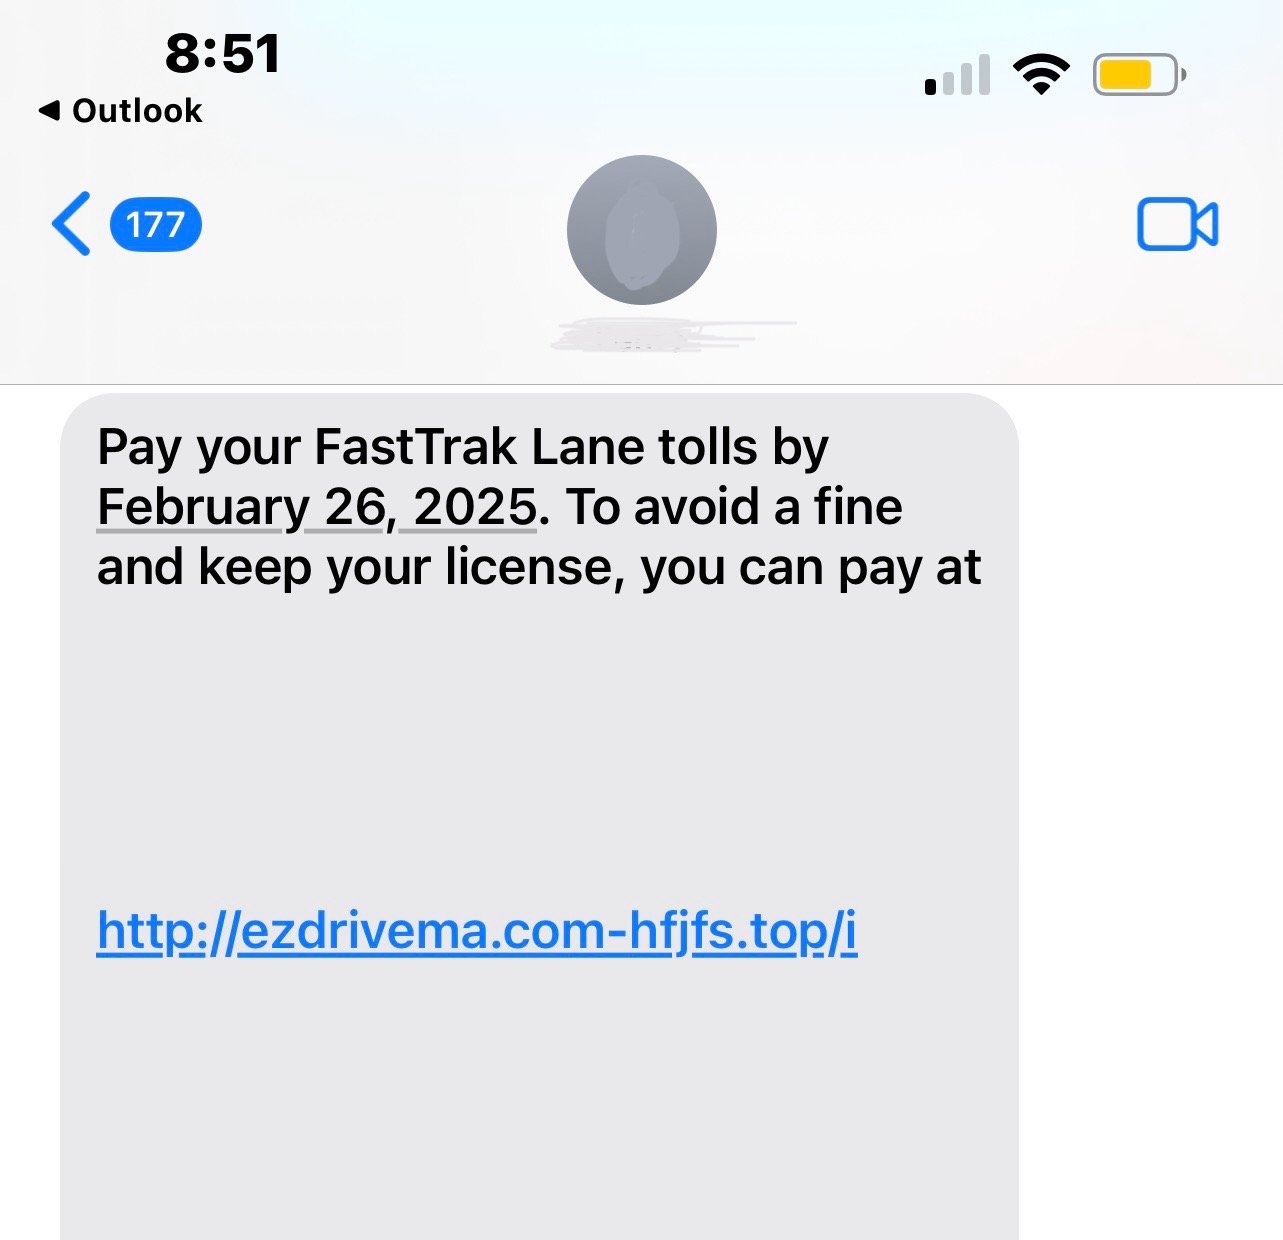 8:51
◀ Outlook
177
Pay your FastTrak Lane tolls by
February 26, 2025. To avoid a fine
and keep your license, you can pay at
http://ezdrivema.com-hfjfs.top/i